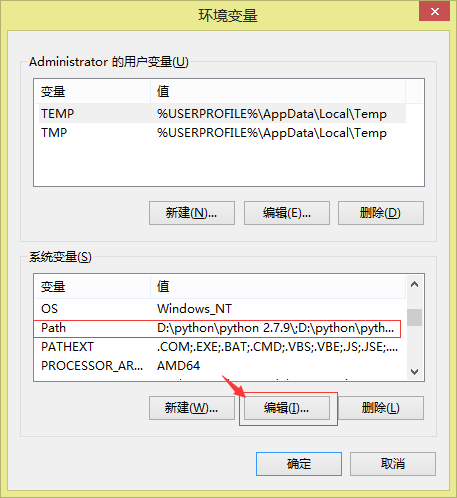 环境变量
Administrator 的用户变量(U)
变量 值
TEMP %USERPROFILE%\AppData\Local\Temp
TMP %USERPROFILE%\AppData\Local\Temp
新建(N)... 编辑(E)... 删除(D)
系统变量(S)
变量 值
OS Windows_NT
Path D:\python\python 2.7.9\;D:\python\pyth...
PATHEXT .COM;.EXE;.BAT;.CMD;.VBS;.VBE;.JS;.JSE;....
PROCESSOR_AR... AMD64
新建(W)... 编辑(I)... 删除(L)
确定 取消